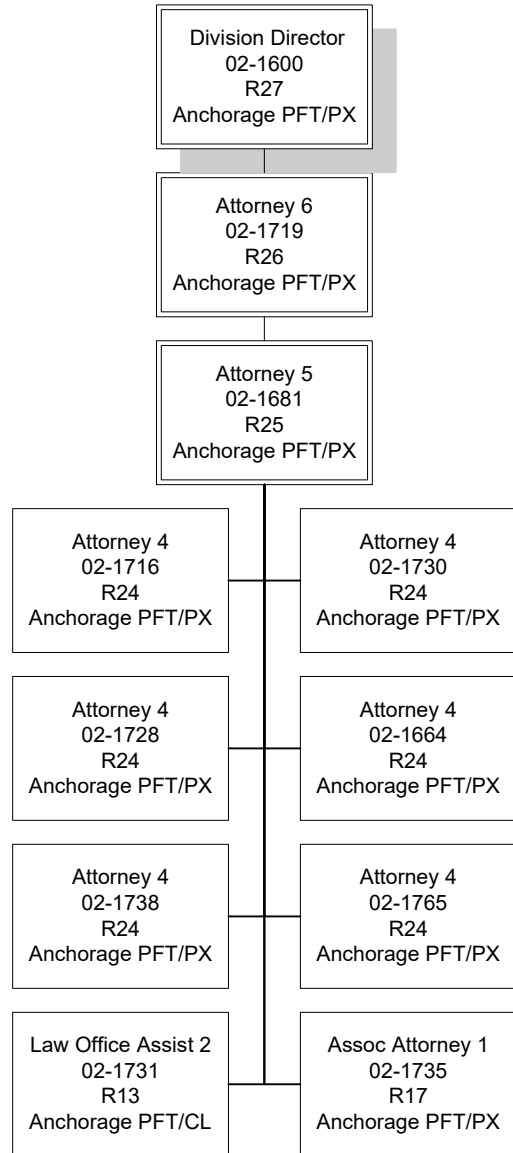 Division Director
02-1600
R27
Anchorage PFT/PX
Attorney 6
02-1719
R26
Anchorage PFT/PX
Attorney 5
02-1681
R25
Anchorage PFT/PX
Attorney 4
02-1716
R24
Anchorage PFT/PX
Attorney 4
02-1730
R24
Anchorage PFT/PX
Attorney 4
02-1728
R24
Anchorage PFT/PX
Attorney 4
02-1664
R24
Anchorage PFT/PX
Attorney 4
02-1738
R24
Anchorage PFT/PX
Attorney 4
02-1765
R24
Anchorage PFT/PX
Law Office Assist 2
02-1731
R13
Anchorage PFT/CL
Assoc Attorney 1
02-1735
R17
Anchorage PFT/PX